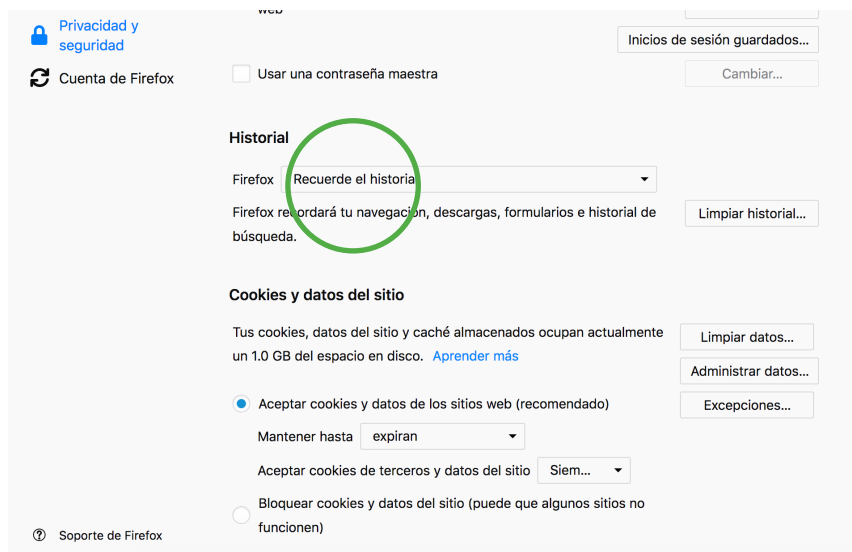 web
Privacidad y
seguridad
Inicios de sesión guardados...
Cuenta de Firefox
Usar una contraseña maestra
Cambiar...
Historial
Firefox
Recuerde el historia
Firefox recordará tu navegación, descargas, formularios e historial de
búsqueda.
Limpiar historial...
Cookies y datos del sitio
Tus cookies, datos del sitio y caché almacenados ocupan actualmente
un 1.0 GB del espacio en disco. Aprender más
Limpiar datos...
Administrar datos...
Aceptar cookies y datos de los sitios web (recomendado)
Excepciones...
Mantener hasta expiran
Aceptar cookies de terceros y datos del sitio Siem...
Bloquear cookies y datos del sitio (puede que algunos sitios no
funcionen)
Soporte de Firefox